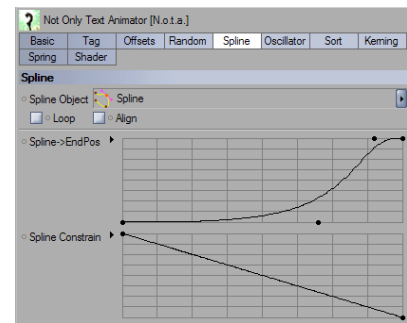 Not Only Text Animator [N.o.t.a.]
Basic Tag Offsets Random Spline Oscillator Sort Kerning
Spring Shader
Spline
Spline Object Spline
Loop Align
Spline->EndPos
Spline Constrain